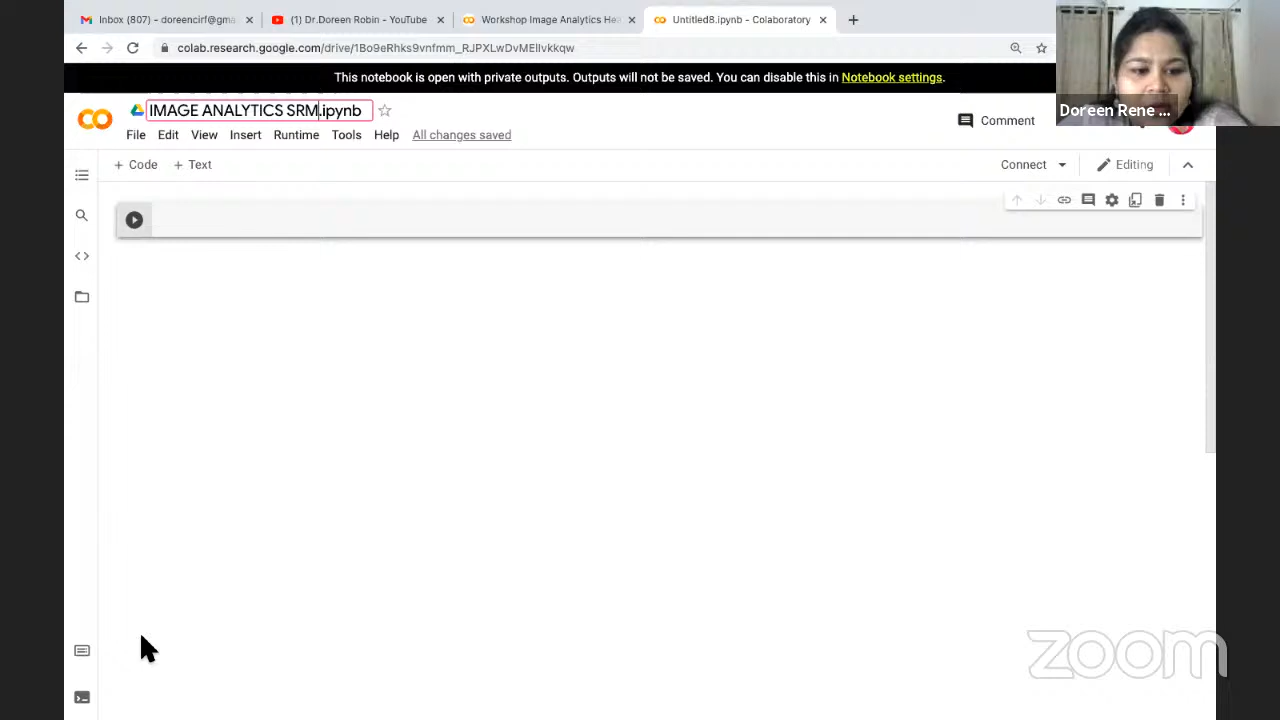 Inbox (807) - doreencirf@gma
(1) Dr.Doreen Robin - YouTube
Workshop Image Analytics Hea
Untitled8.ipynb - Colaboratory
colab.research.google.com/drive/1Bo9eRhks9vnfmm_RJPXLwDvMEllvkkqw
This notebook is open with private outputs. Outputs will not be saved. You can disable this in Notebook settings.
IMAGE ANALYTICS SRM.ipynb
Comment
Doreen Rene ...
File Edit View Insert Runtime Tools Help All changes saved
+ Code + Text
Connect
Editing
zoom